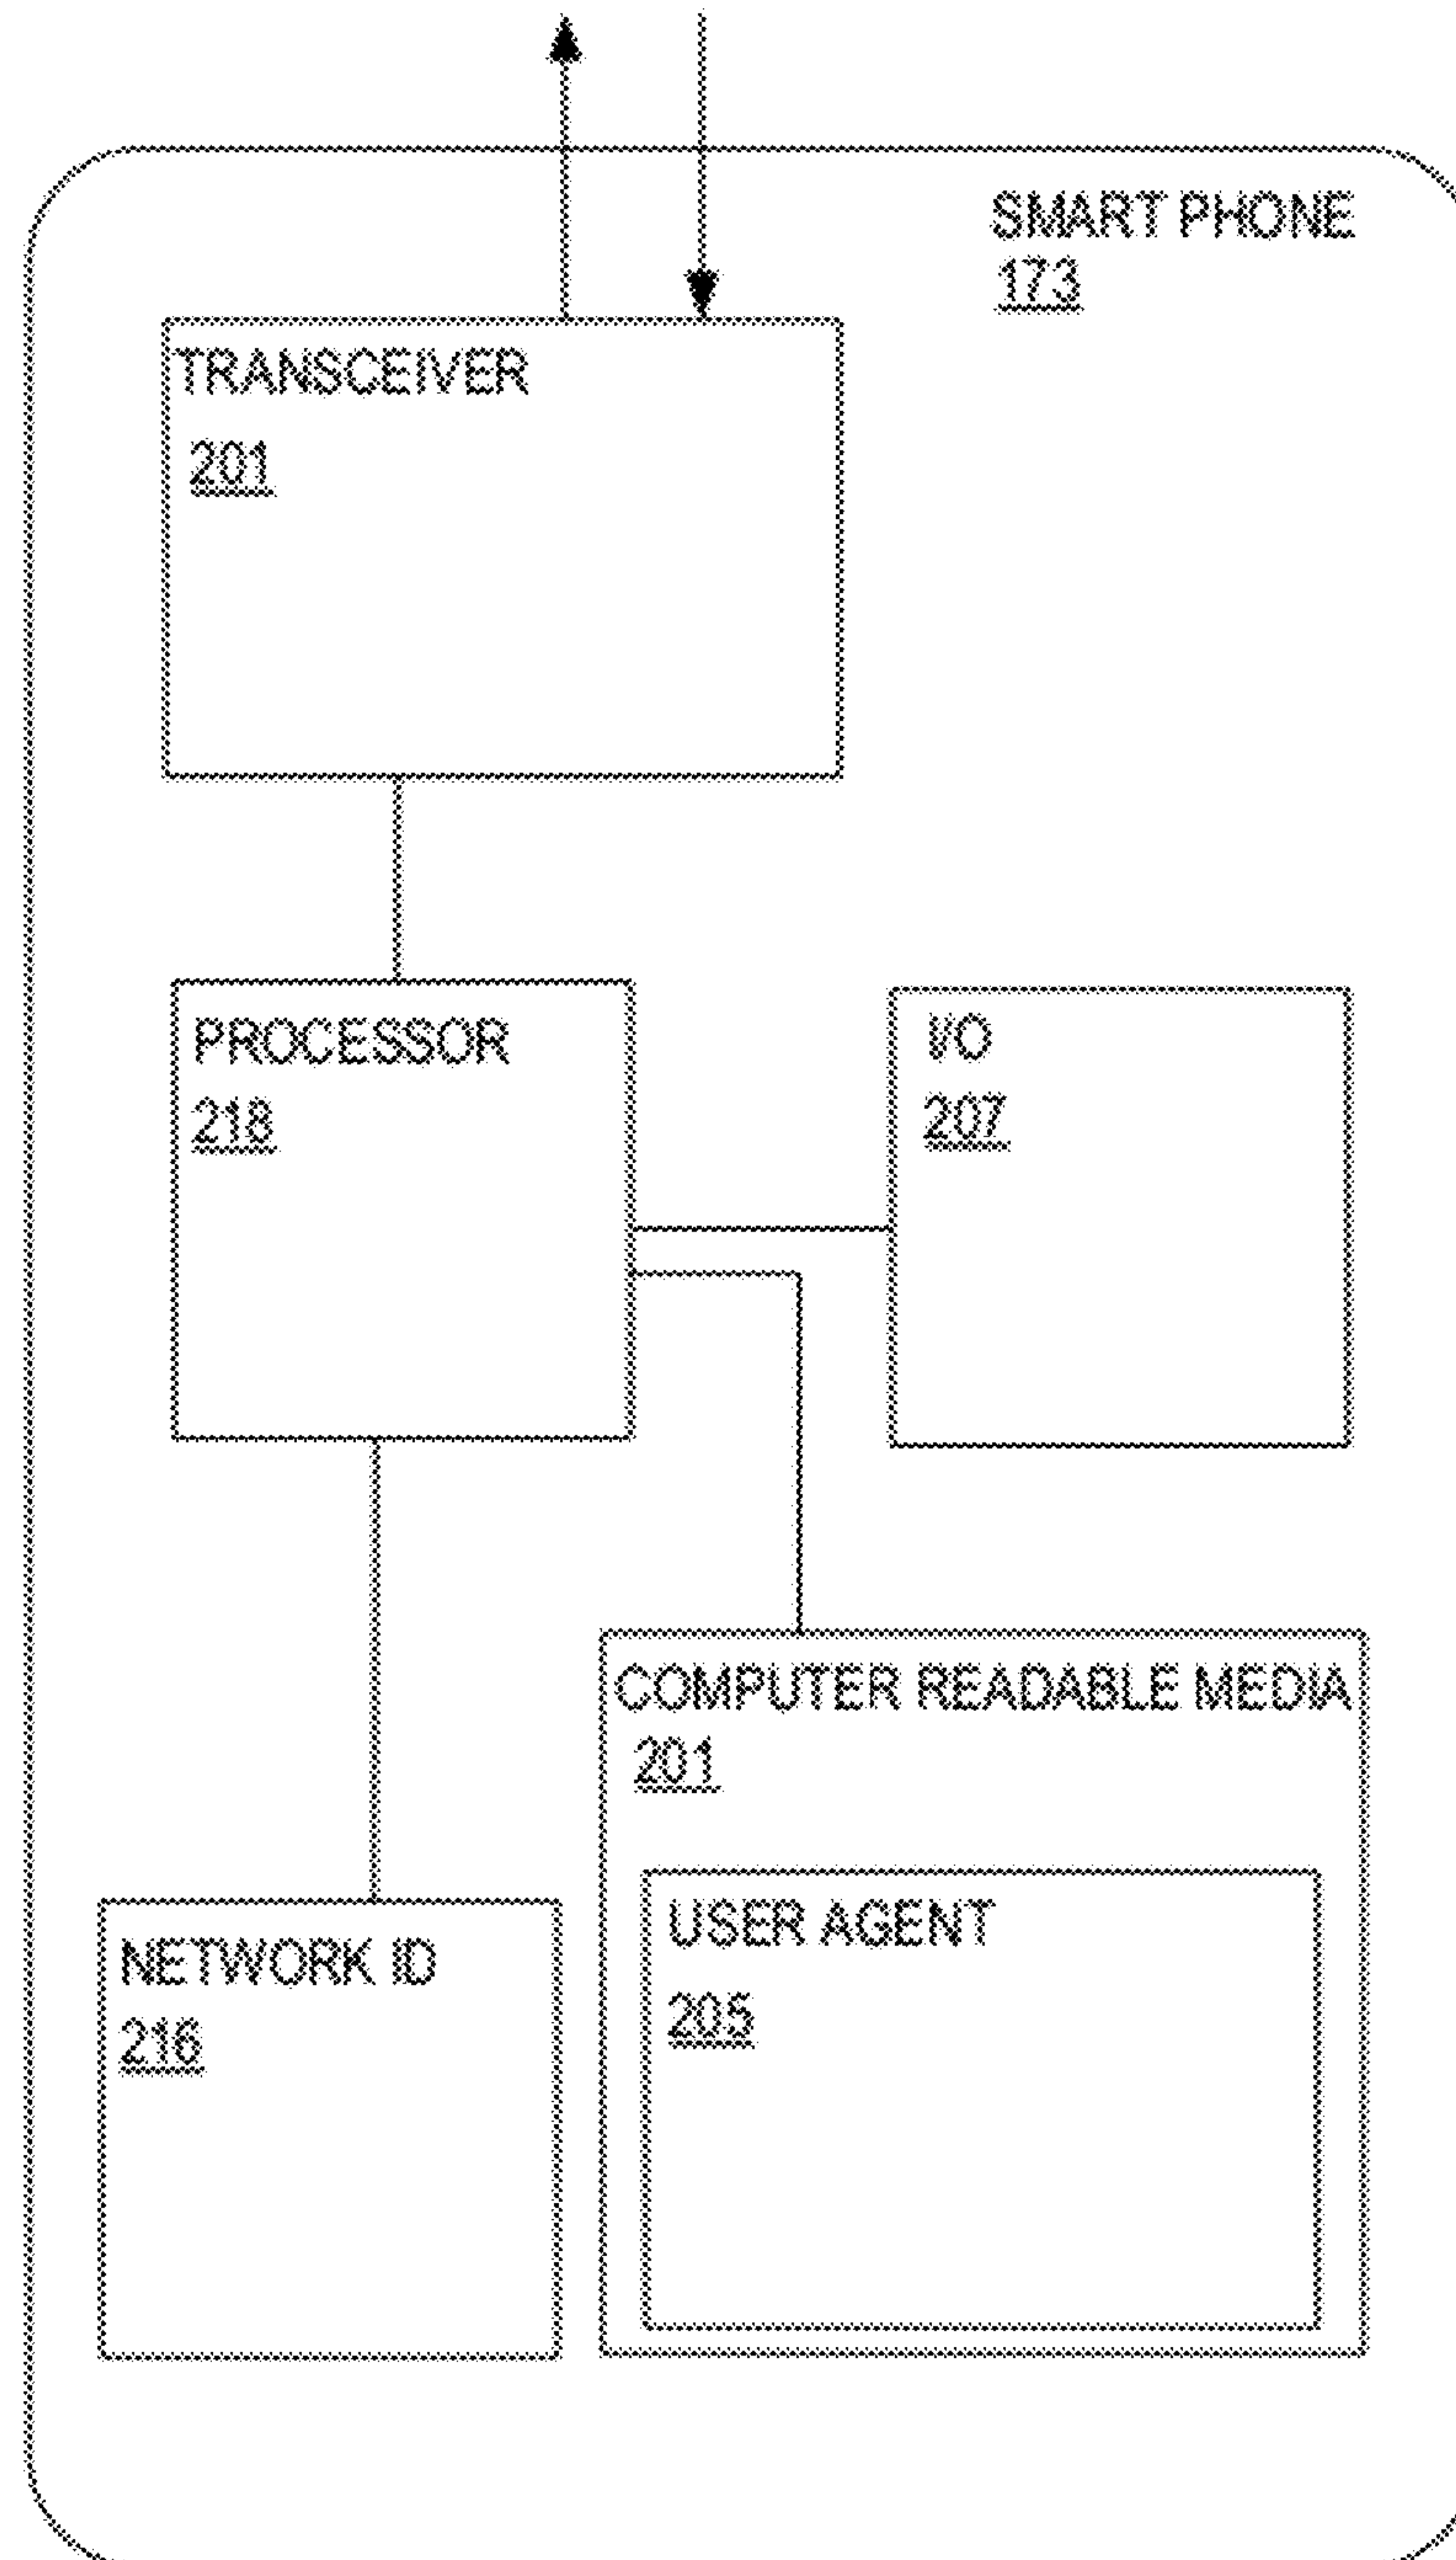 SMART PHONE
173
TRANSCEIVER
201
PROCESSOR
218
I/O
207
COMPUTER READABLE MEDIA
201
USER AGENT
205
NETWORK ID
216